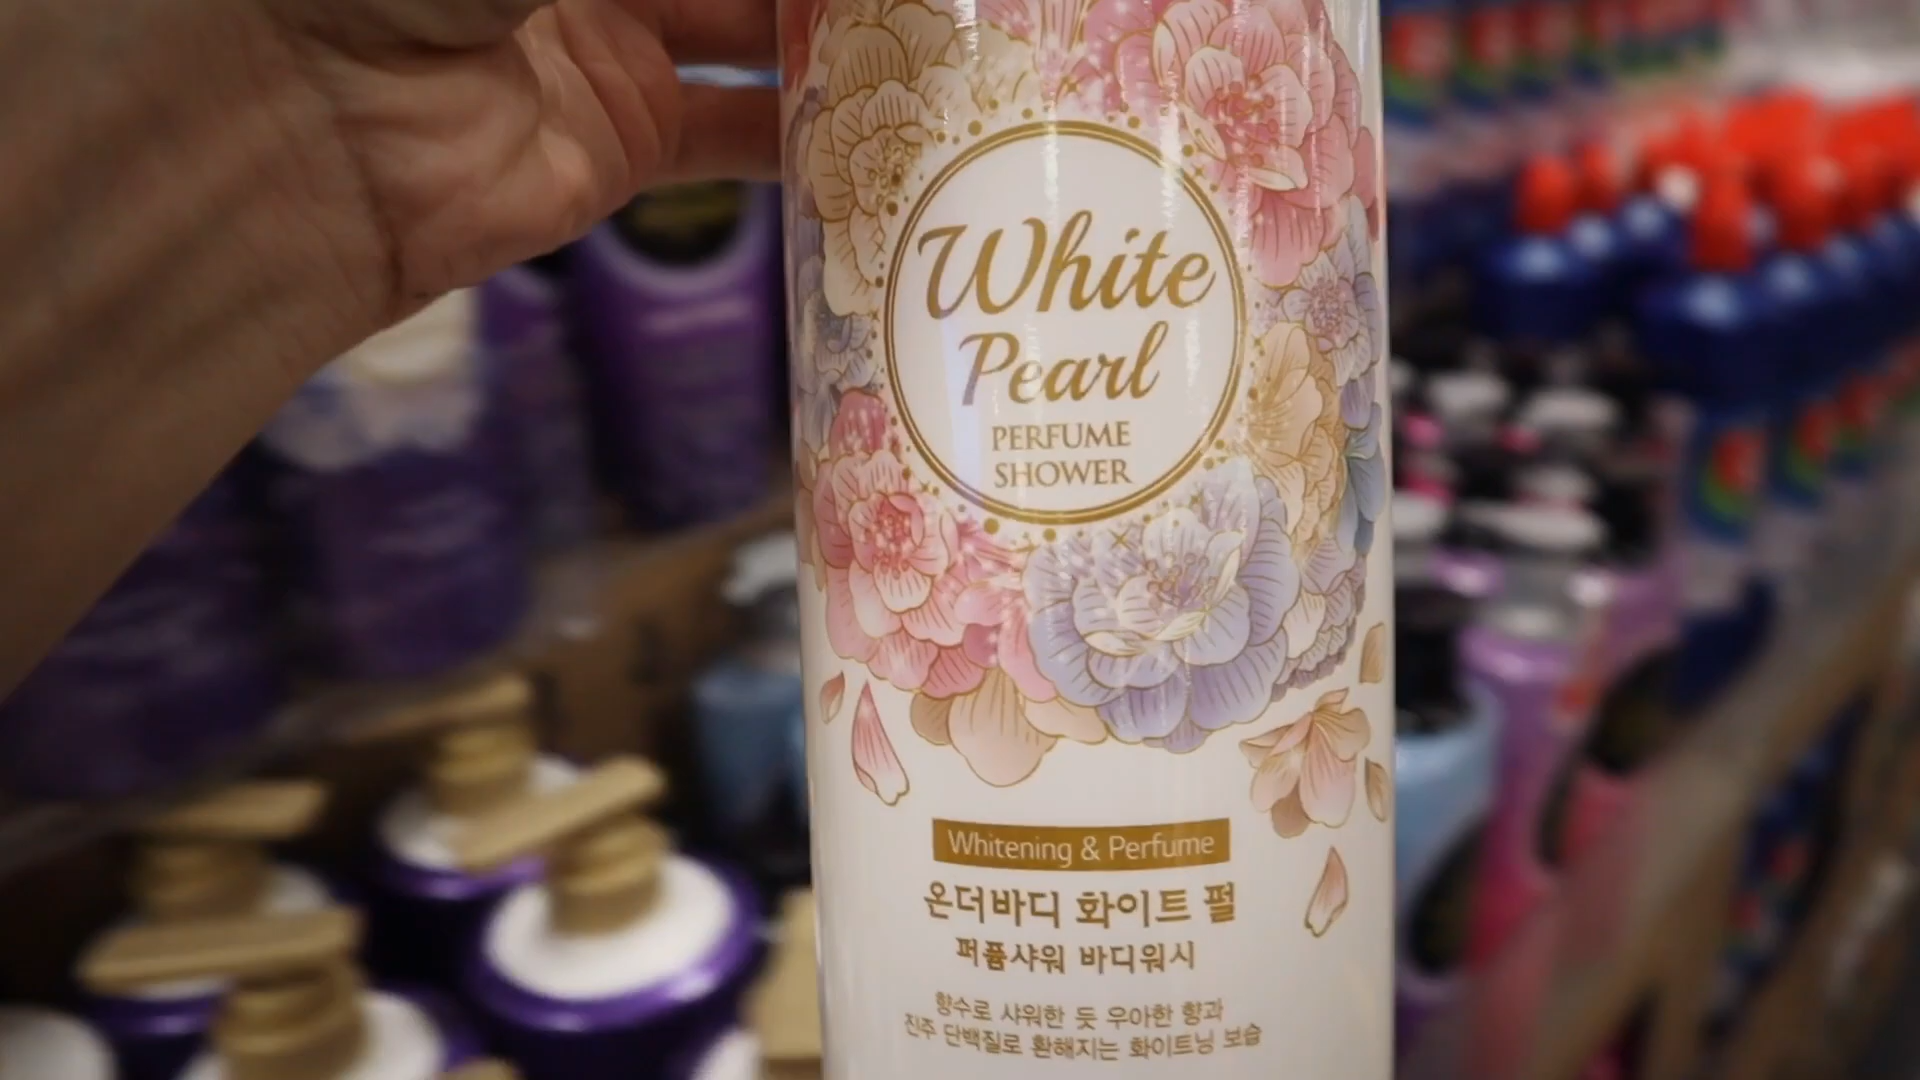 White
Pearl
PERFUME
SHOWER
Whitening & Perfume
온더바디 화이트 펄
퍼퓸샤워 바디워시
향수로 샤워한 듯 우아한 향과
진주 단백질로 환해지는 화이트닝 보습